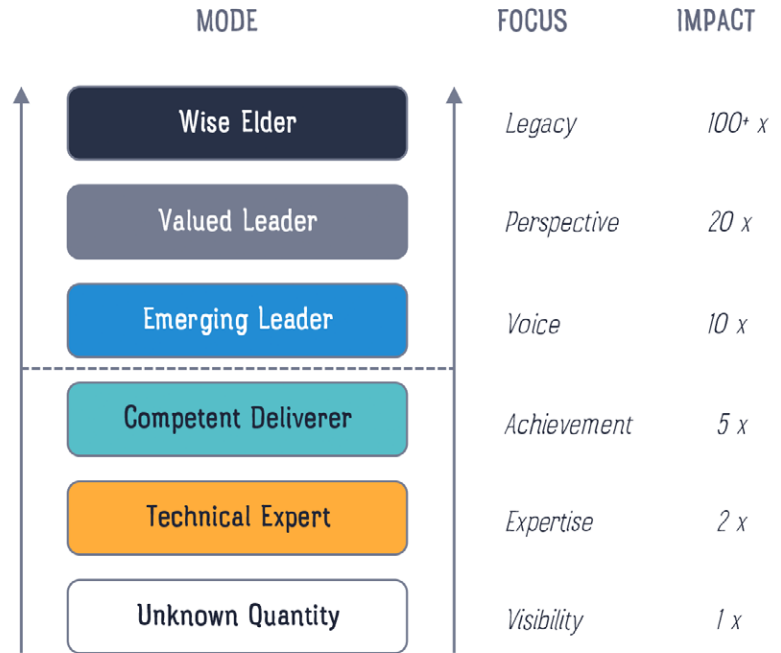 MODE FOCUS IMPACT
Wise Elder Legacy 100+ x
Valued Leader Perspective 20 x
Emerging Leader Voice 10 x
Competent Deliverer Achievement 5 x
Technical Expert Expertise 2 x
Unknown Quantity Visibility 1 x